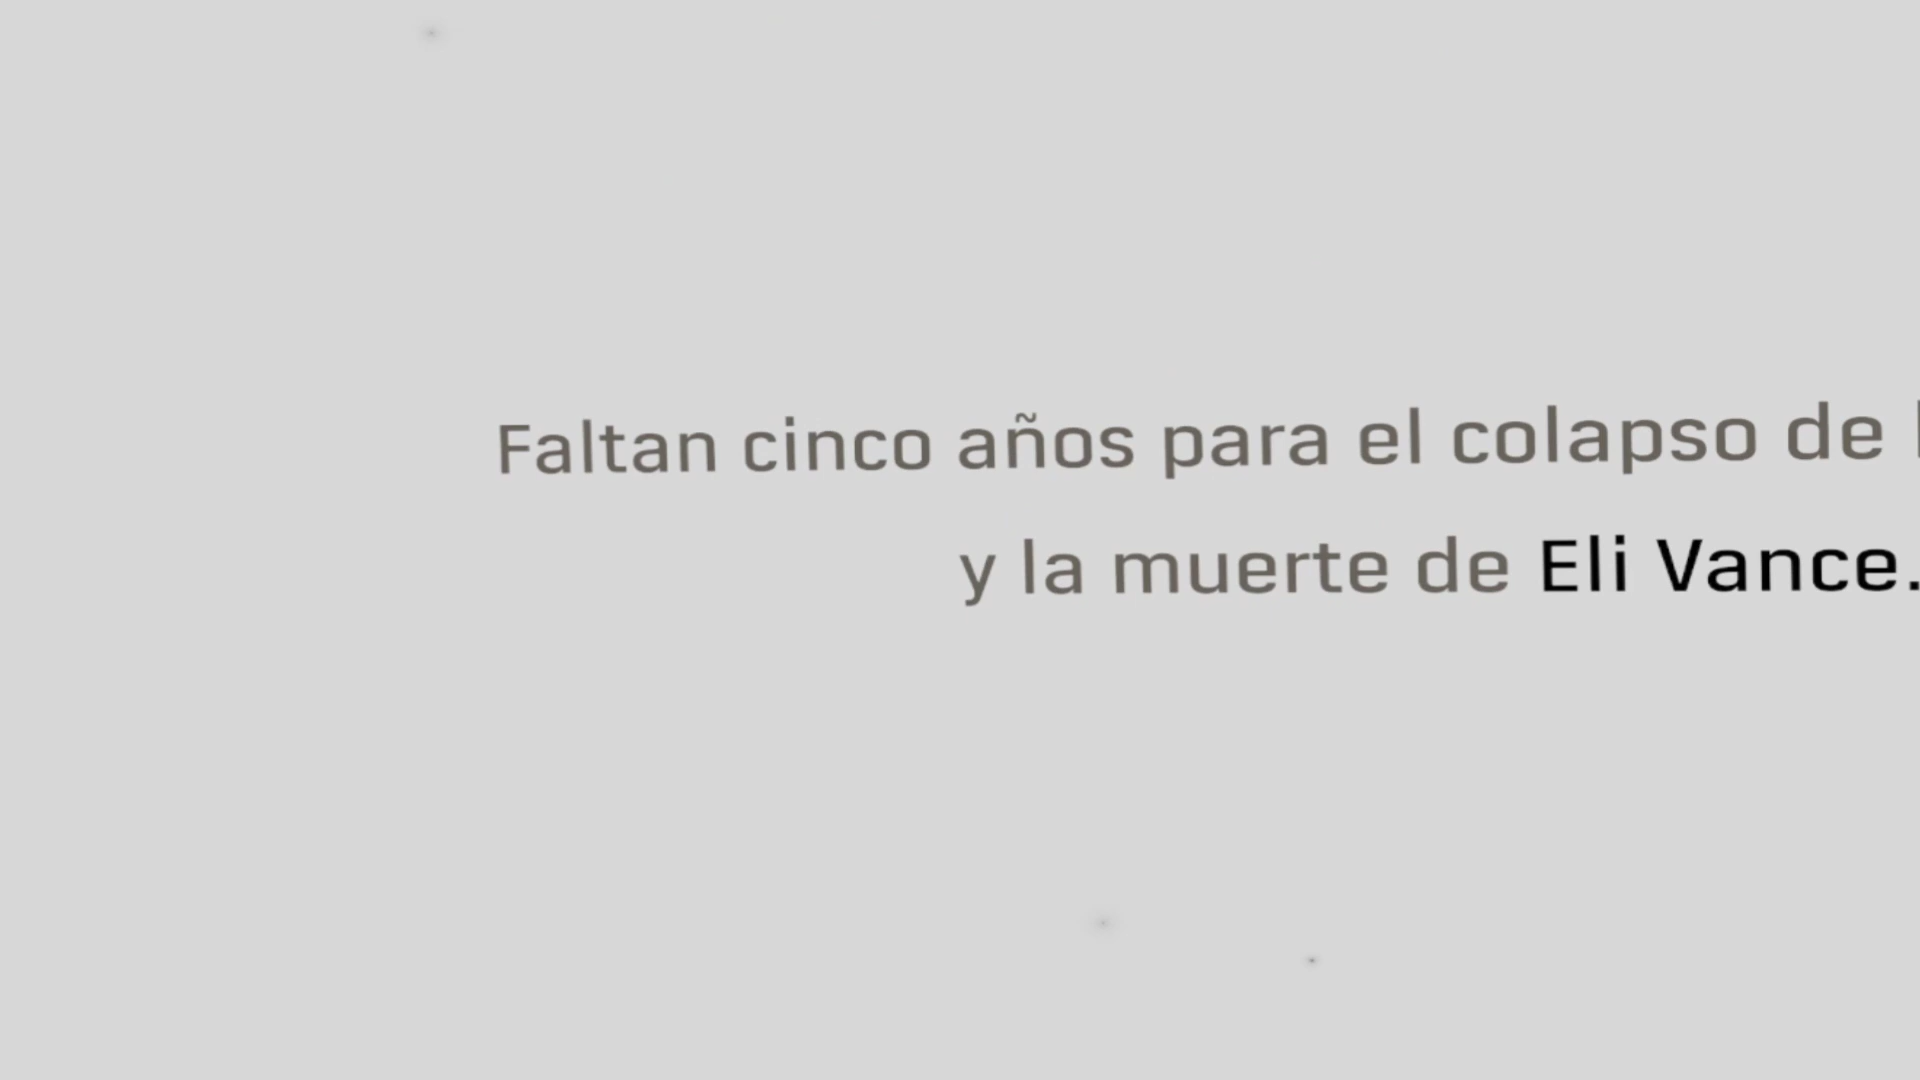 Faltan cinco años para el colapso de
y la muerte de Eli Vance.